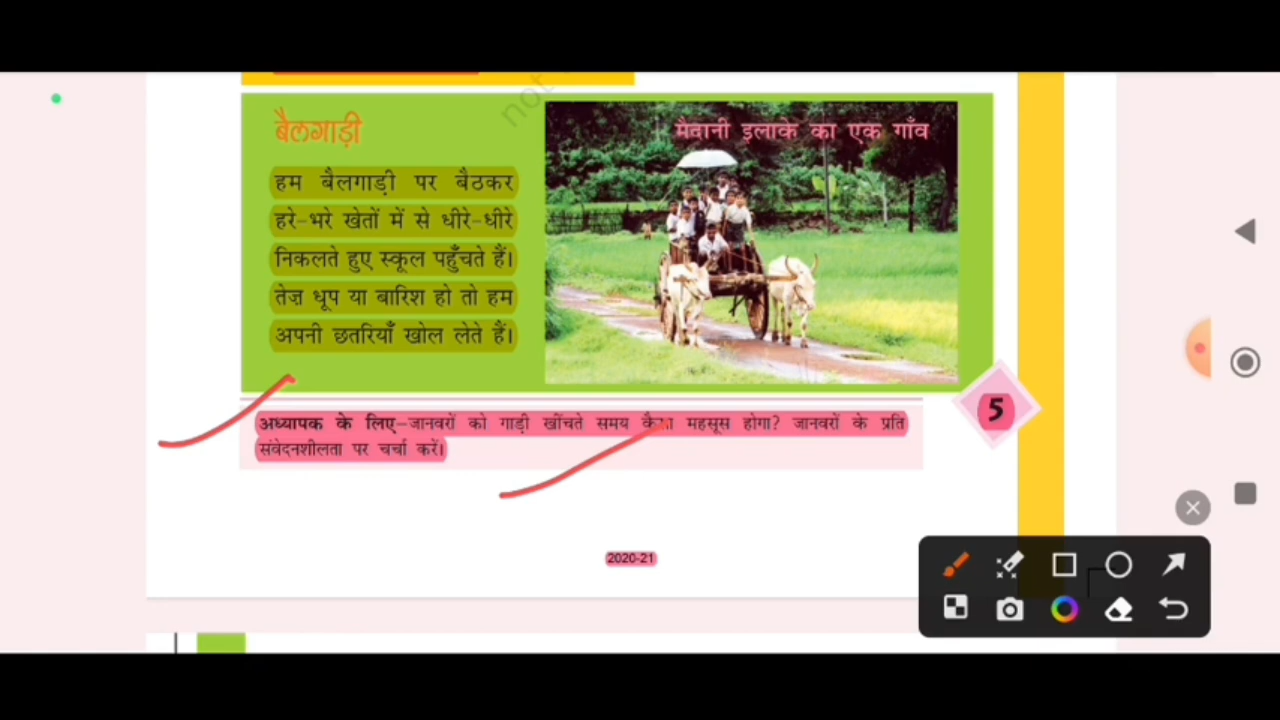 not
बैलगाड़ी
मैदानी इलाके का एक गाँव
हम बैलगाड़ी पर बैठकर
हरे-भरे खेतों में से धीरे-धीरे
निकलते हुए स्कूल पहुँचते हैं।
तेज़ धूप या बारिश हो तो हम
अपनी छतरियाँ खोल लेते हैं।
5
अध्यापक के लिए–जानवरों को गाड़ी खींचते समय कैसा महसूस होगा? जानवरों के प्रति
संवेदनशीलता पर चर्चा करें।
2020-21